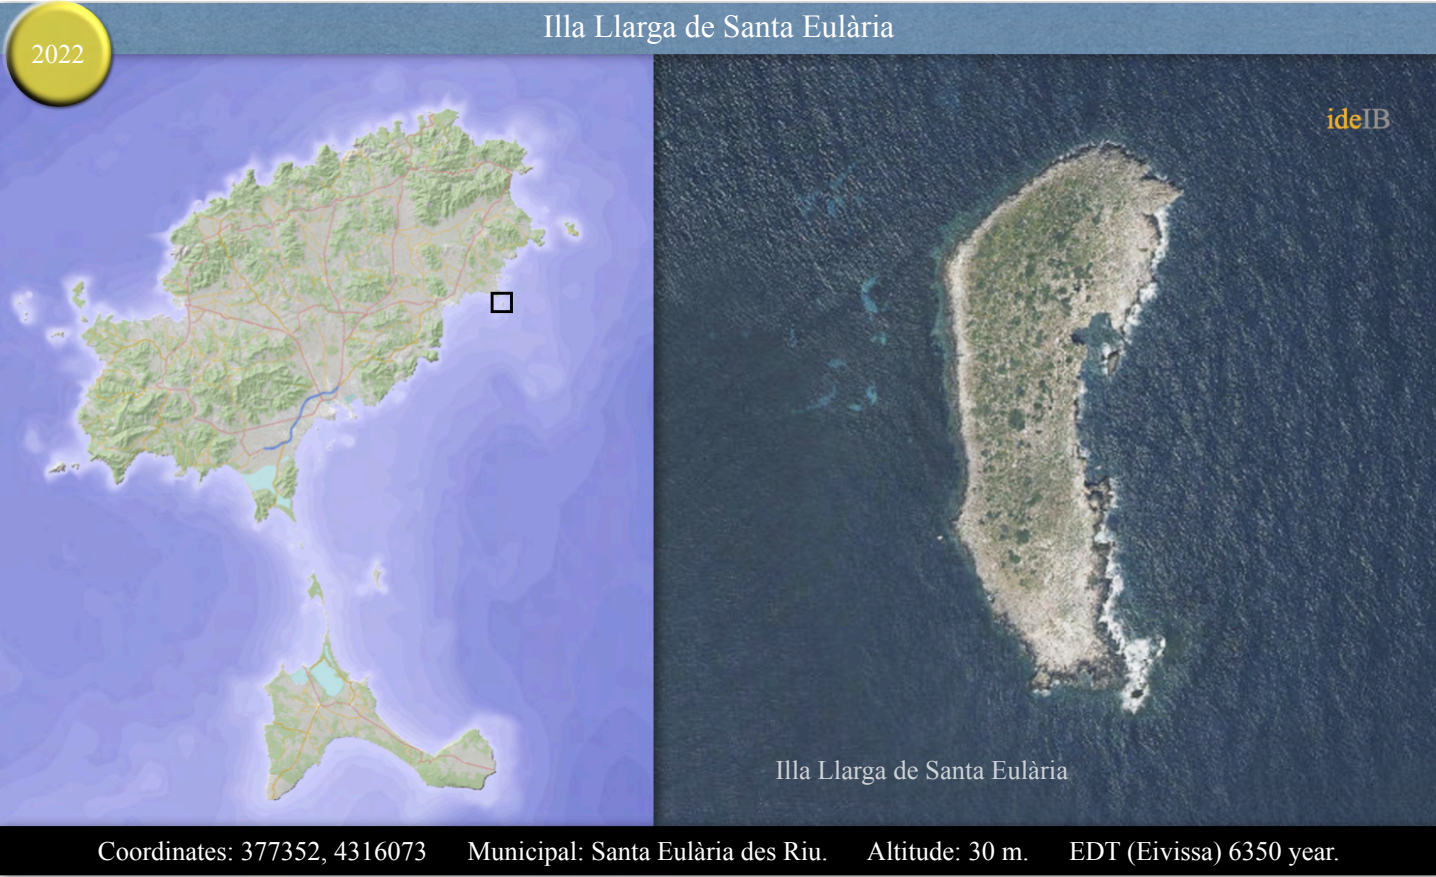 Illa Llarga de Santa Eulària
2022
ideIB
Illa Llarga de Santa Eulària
Coordinates: 377352, 4316073 Municipal: Santa Eulària des Riu. Altitude: 30 m. EDT (Eivissa) 6350 year.